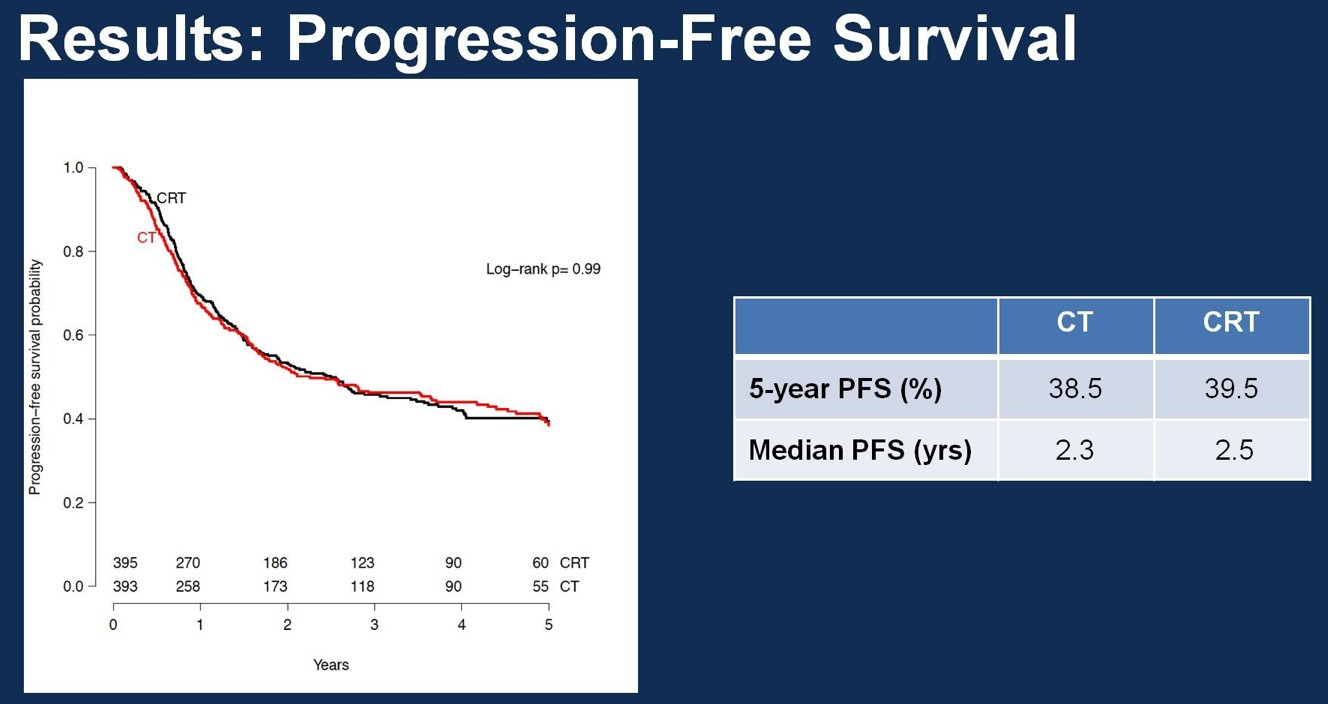 Results: Progression-Free Survival
1.0
0.8
0.6
0.4
0.2
0.0
Progression−free survival probability
CRT
CT
Log−rank p= 0.99
395 270 186 123 90 60 CRT
393 258 173 118 90 55 CT
0 1 2 3 4 5
Years
CT CRT
5-year PFS (%) 38.5 39.5
Median PFS (yrs) 2.3 2.5